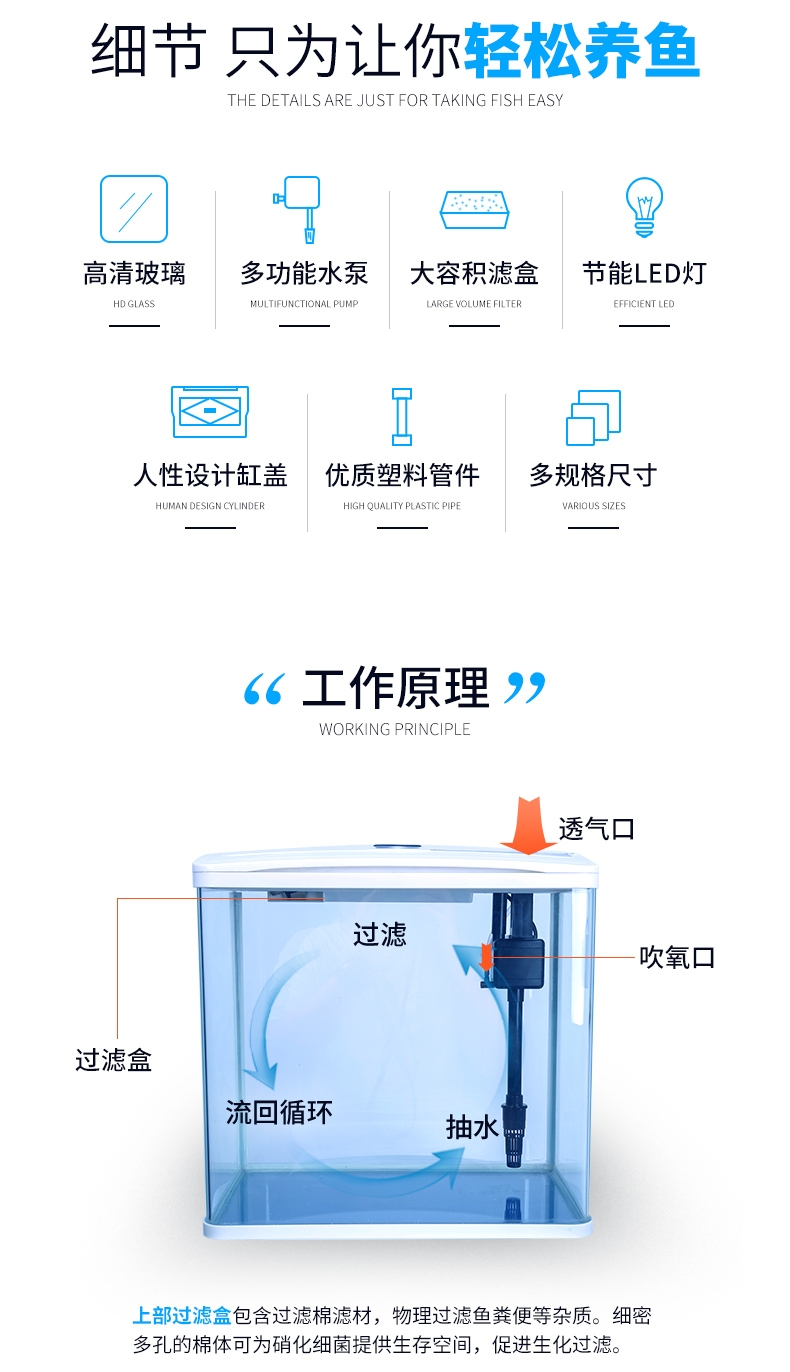 细节 只为让你轻松养鱼
THE DETAILS ARE JUST FOR TAKING FISH EASY
高清玻璃
HD GLASS
多功能水泵
MULTIFUNCTIONAL PUMP
大容积滤盒
LARGE VOLUME FILTER
节能LED灯
EFFICIENT LED
人性设计缸盖
HUMAN DESIGN CYLINDER
优质塑料管件
HIGH QUALITY PLASTIC PIPE
多规格尺寸
VARIOUS SIZES
“ 工作原理 ”
WORKING PRINCIPLE
透气口
过滤
吹氧口
过滤盒
流回循环
抽水
上部过滤盒包含过滤棉滤材，物理过滤鱼粪便等杂质。细密
多孔的棉体可为硝化细菌提供生存空间，促进生化过滤。